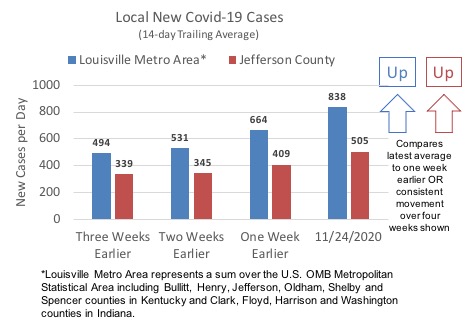 Local New Covid-19 Cases
(14-day Trailing Average)
Louisville Metro Area*
Jefferson County
Up
Up
New Cases per Day
1000
800
600
400
200
0
494
339
531
345
664
409
838
505
Three Weeks
Earlier
Two Weeks
Earlier
One Week
Earlier
11/24/2020
Compares
latest average
to one week
earlier OR
consistent
movement
over four
weeks shown
*Louisville Metro Area represents a sum over the U.S. OMB Metropolitan
Statistical Area including Bullitt, Henry, Jefferson, Oldham, Shelby and
Spencer counties in Kentucky and Clark, Floyd, Harrison and Washington
counties in Indiana.